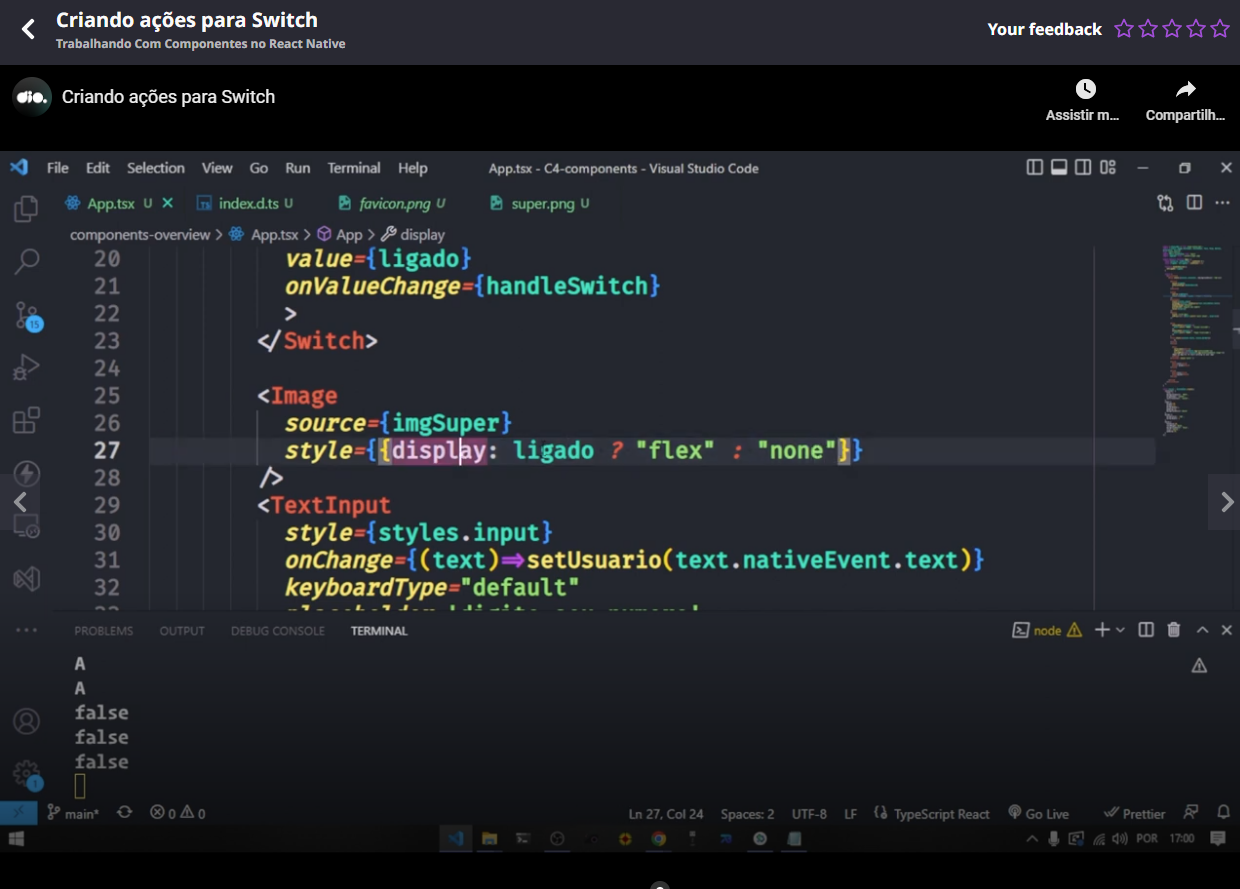 Criando ações para Switch
Trabalhando Com Componentes no React Native
Your feedback
dio.
Criando ações para Switch
Assistir m...
Compartilh...
File Edit Selection View Go Run Terminal Help
App.tsx - C4-components - Visual Studio Code
App.tsx U
index.d.ts U
favicon.png U
super.png U
components-overview > App.tsx > App > display
20 value={ligado}
21 onValueChange={handleSwitch}
22 >
23 </Switch>
24
25 <Image
26 source={imgSuper}
27 style={{display: ligado ? "flex" : "none"}}
28 />
29 <TextInput
30 style={styles.input}
31 onChange={(text)=>setUsuario(text.nativeEvent.text)}
32 keyboardType="default"
15
PROBLEMS OUTPUT DEBUG CONSOLE TERMINAL
node
A
A
false
false
false
1
main* 0 0
Ln 27, Col 24 Spaces: 2 UTF-8 LF TypeScript React Go Live Prettier
POR 17:00